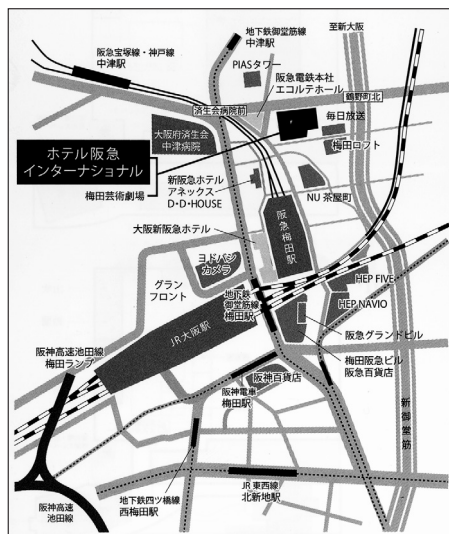 地下鉄御堂筋線
中津駅
至新大阪
阪急宝塚線・神戸線
中津駅
PIASタワー
阪急電鉄本社
エコルテホール
鶴野町北
済生会病院前
毎日放送
大阪府済生会
中津病院
梅田ロフト
ホテル阪急
インターナショナル
梅田芸術劇場
新阪急ホテル
アネックス
D・D・HOUSE
NU 茶屋町
阪急梅田駅
大阪新阪急ホテル
ヨドバシ
カメラ
グラン
フロント
HEP FIVE
地下鉄
御堂筋線
梅田駅
HEP NAVIO
JR大阪駅
阪急グランドビル
阪神高速池田線
梅田ランプ
梅田阪急ビル
阪急百貨店
阪神百貨店
阪神電車
梅田駅
新御堂筋
地下鉄四ツ橋線
西梅田駅
JR 東西線
北新地駅
阪神高速
池田線